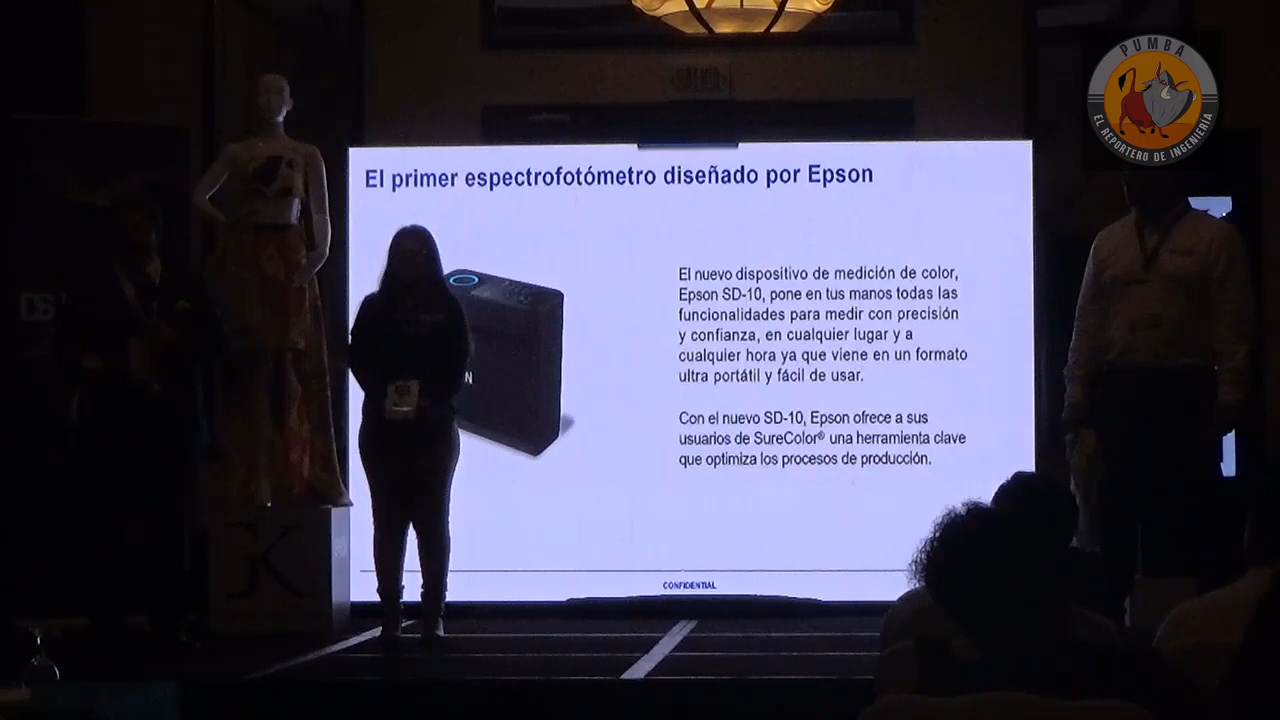 PUMBA
EL REPORTERO DE INGENIERÍA
El primer espectrofotómetro diseñado por Epson
El nuevo dispositivo de medición de color,
Epson SD-10, pone en tus manos todas las
funcionalidades para medir con precisión
y confianza, en cualquier lugar y a
cualquier hora ya que viene en un formato
ultra portátil y fácil de usar.
Con el nuevo SD-10, Epson ofrece a sus
usuarios de SureColor® una herramienta clave
que optimiza los procesos de producción.
N
DS
CONFIDENTIAL